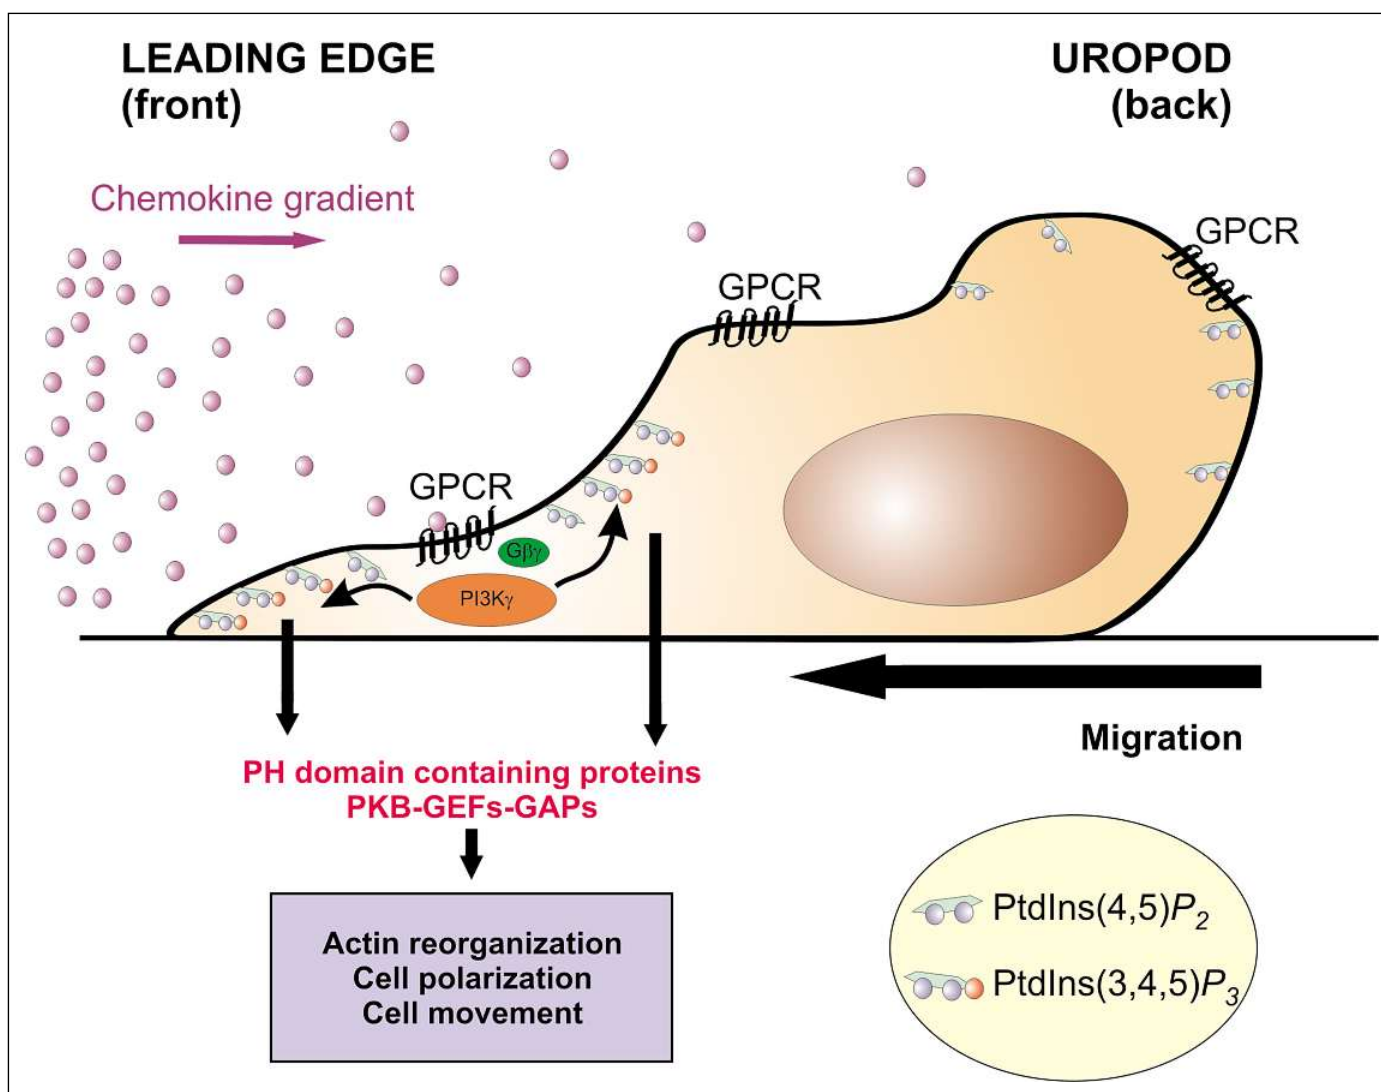 LEADING EDGE
(front)
UROPOD
(back)
Chemokine gradient
GPCR
GPCR
GPCR
Gβγ
PI3Kγ
Migration
PH domain containing proteins
PKB-GEFs-GAPs
Actin reorganization
Cell polarization
Cell movement
PtdIns(4,5)P2
PtdIns(3,4,5)P3